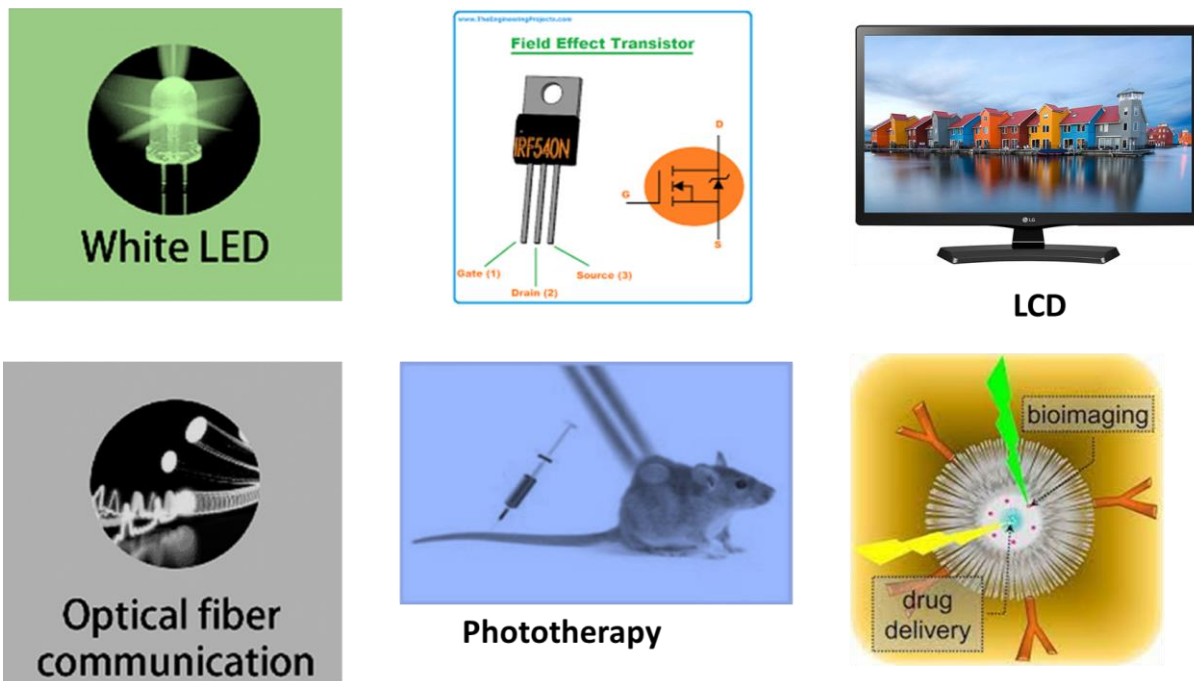 www.TheEngineeringProjects.com
Field Effect Transistor
IRF540N
D
G
S
Gate (1)
Drain (2)
Source (3)
White LED
LG
LCD
Optical fiber
communication
Phototherapy
bioimaging
drug
delivery